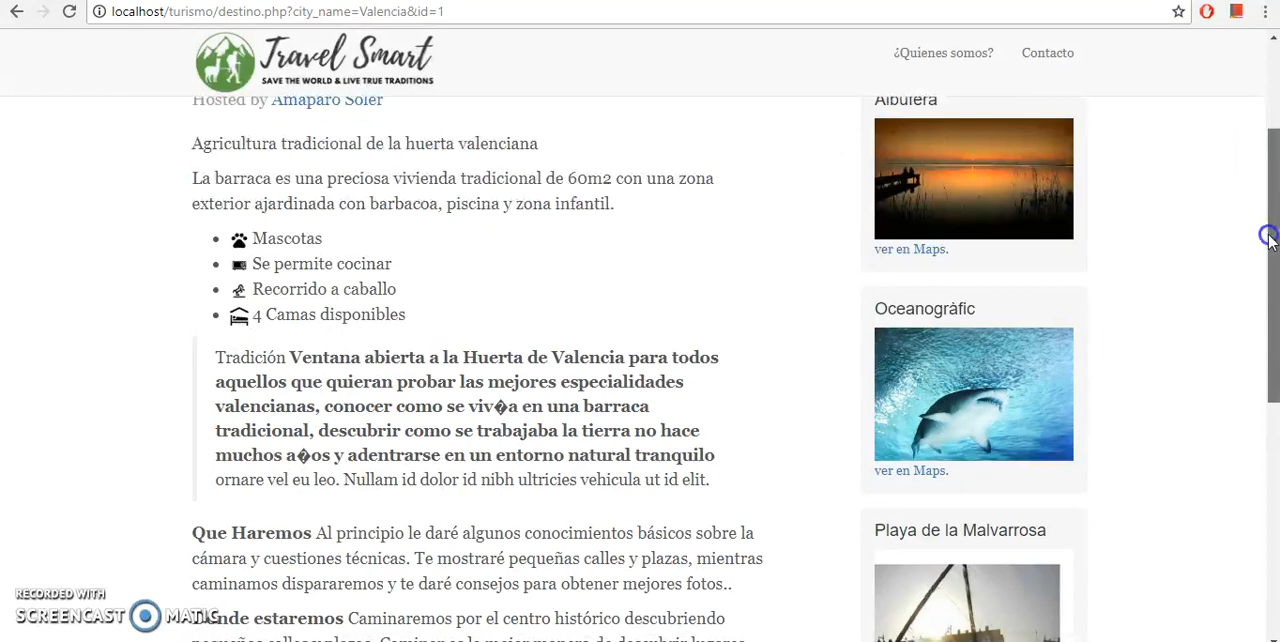 localhost/turismo/destino.php?city_name=Valencia&id=1
Travel Smart
SAVE THE WORLD & LIVE TRUE TRADITIONS
¿Quienes somos?
Contacto
Hosted by Amaparo Soler
Agricultura tradicional de la huerta valenciana
La barraca es una preciosa vivienda tradicional de 60m2 con una zona
exterior ajardinada con barbacoa, piscina y zona infantil.
Mascotas
Se permite cocinar
Recorrido a caballo
4 Camas disponibles
Tradición Ventana abierta a la Huerta de Valencia para todos
aquellos que quieran probar las mejores especialidades
valencianas, conocer como se viv�a en una barraca
tradicional, descubrir como se trabajaba la tierra no hace
muchos a�os y adentrarse en un entorno natural tranquilo
ornare vel eu leo. Nullam id dolor id nibh ultricies vehicula ut id elit.
Que Haremos Al principio le daré algunos conocimientos básicos sobre la
cámara y cuestiones técnicas. Te mostraré pequeñas calles y plazas, mientras
caminamos dispararemos y te daré consejos para obtener mejores fotos..
estaremos Caminaremos por el centro histórico descubriendo
Albufera
ver en Maps.
Oceanogràfic
ver en Maps.
Playa de la Malvarrosa
RECORDED WITH
SCREENCAST MATIC